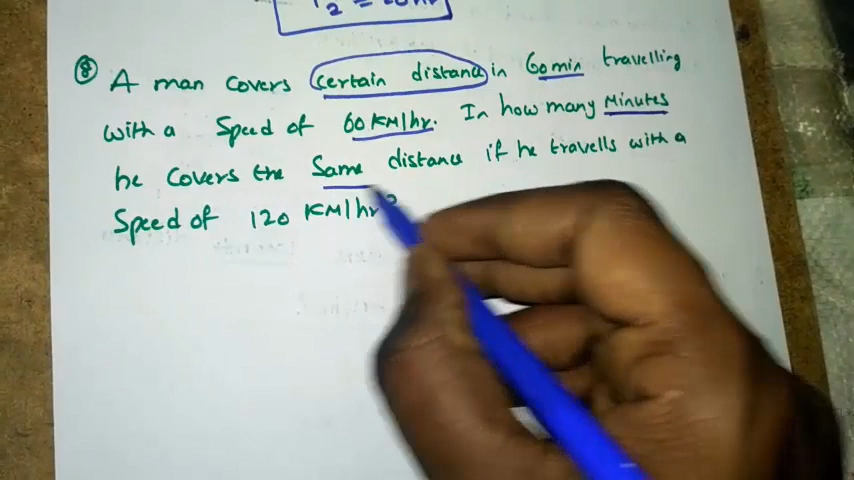 ⑧ A man covers certain distance in 60 min travelling
with a Speed of 60 KM/hr. In how many Minutes
he covers the Same distance if he travells with a
Speed of 120 KM/hr?